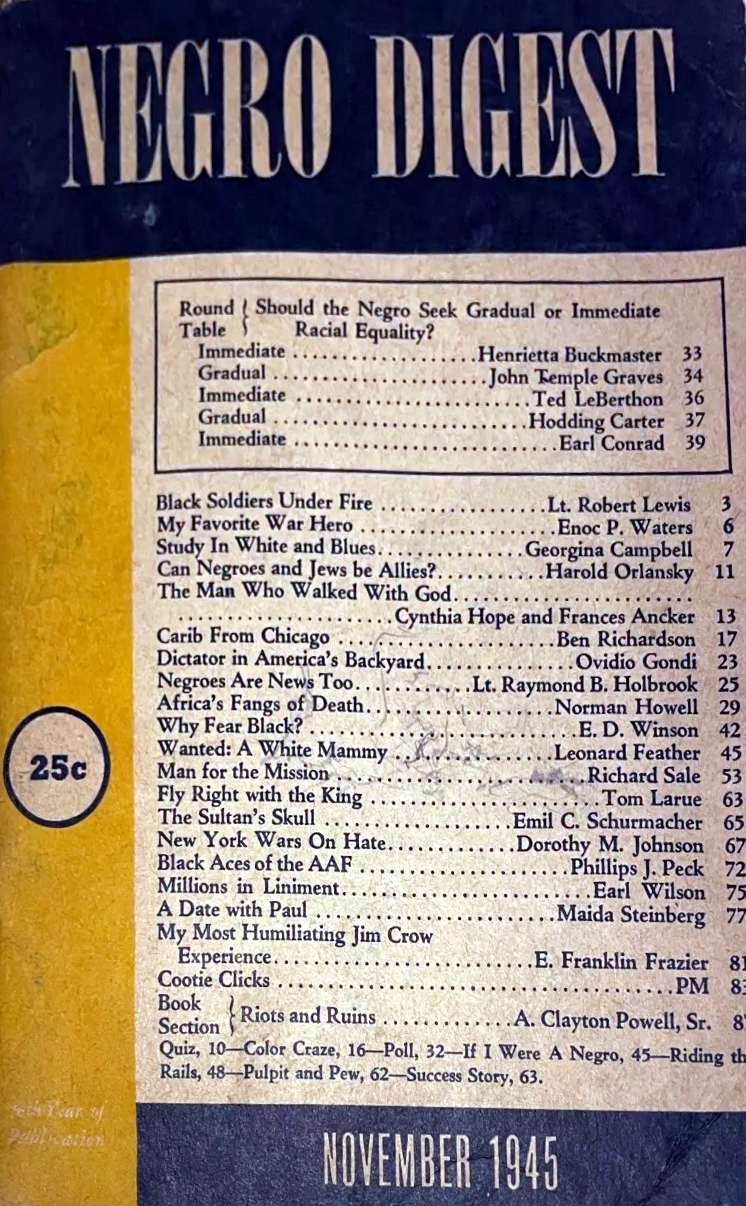 NEGRO DIGEST
Round { Should the Negro Seek Gradual or Immediate
Table Racial Equality?
Immediate ..................Henrietta Buckmaster 33
Gradual .....................John Temple Graves 34
Immediate ........................Ted LeBerthon 36
Gradual ........................Hodding Carter 37
Immediate ..........................Earl Conrad 39
Black Soldiers Under Fire ................Lt. Robert Lewis 3
My Favorite War Hero ...................Enoc P. Waters 6
Study In White and Blues..............Georgina Campbell 7
Can Negroes and Jews be Allies?..........Harold Orlansky 11
The Man Who Walked With God........................
.....................Cynthia Hope and Frances Ancker 13
Carib From Chicago .....................Ben Richardson 17
Dictator in America's Backyard..............Ovidio Gondi 23
Negroes Are News Too...........Lt. Raymond B. Holbrook 25
Africa's Fangs of Death..................Norman Howell 29
Why Fear Black? ..........................E. D. Winson 42
Wanted: A White Mammy ...............Leonard Feather 45
Man for the Mission ........................Richard Sale 53
Fly Right with the King ......................Tom Larue 63
The Sultan's Skull ..................Emil C. Schurmacher 65
New York Wars On Hate............Dorothy M. Johnson 67
Black Aces of the AAF .....................Phillips J. Peck 72
Millions in Liniment........................Earl Wilson 75
A Date with Paul .......................Maida Steinberg 77
My Most Humiliating Jim Crow
Experience.........................E. Franklin Frazier 81
Cootie Clicks .......................................PM
Book { Riots and Ruins ............A. Clayton Powell, Sr.
Section
Quiz, 10—Color Craze, 16—Poll, 32—If I Were A Negro, 45—Riding
Rails, 48—Pulpit and Pew, 62—Success Story, 63.
25c
Year of
Publication
NOVEMBER 1945